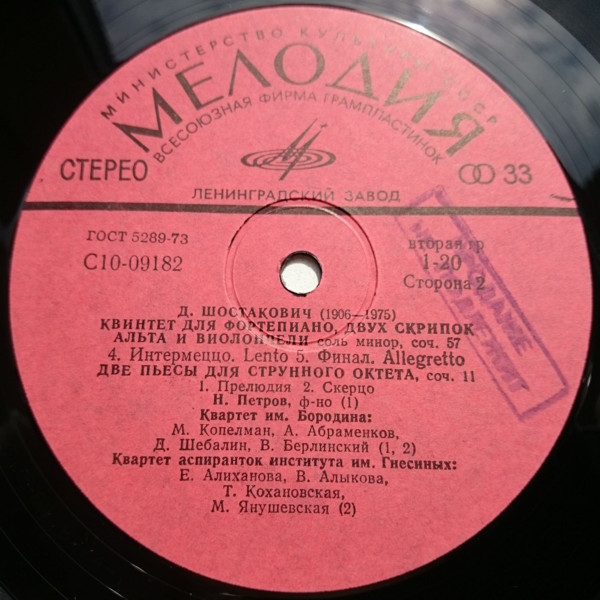 МИНИСТЕРСТВО КУЛЬТУРЫ СССР
МЕЛОДИЯ
ВСЕСОЮЗНАЯ ФИРМА ГРАМПЛАСТИНОК
СТЕРЕО
33
ЛЕНИНГРАДСКИЙ ЗАВОД
ГОСТ 5289-73
С10-09182
вторая гр
1-20
Сторона 2
Д. ШОСТАКОВИЧ (1906—1975)
КВИНТЕТ ДЛЯ ФОРТЕПИАНО, ДВУХ СКРИПОК
АЛЬТА И ВИОЛОНЧЕЛИ соль минор, соч. 57
4. Интермеццо. Lento 5. Финал. Allegretto
ДВЕ ПЬЕСЫ ДЛЯ СТРУННОГО ОКТЕТА, соч. 11
1. Прелюдия 2. Скерцо
Н. Петров, ф-но (1)
Квартет им. Бородина:
М. Копелман, А. Абраменков,
Д. Шебалин, В. Берлинский (1, 2)
Квартет аспиранток института им. Гнесиных:
Е. Алиханова, В. Алыкова,
Т. Кохановская,
М. Янушевская (2)